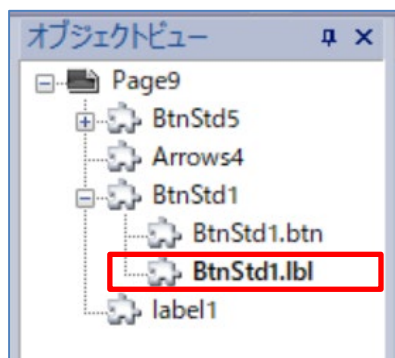 オブジェクトビュー
Page9
BtnStd5
Arrows4
BtnStd1
BtnStd1.btn
BtnStd1.lbl
label1